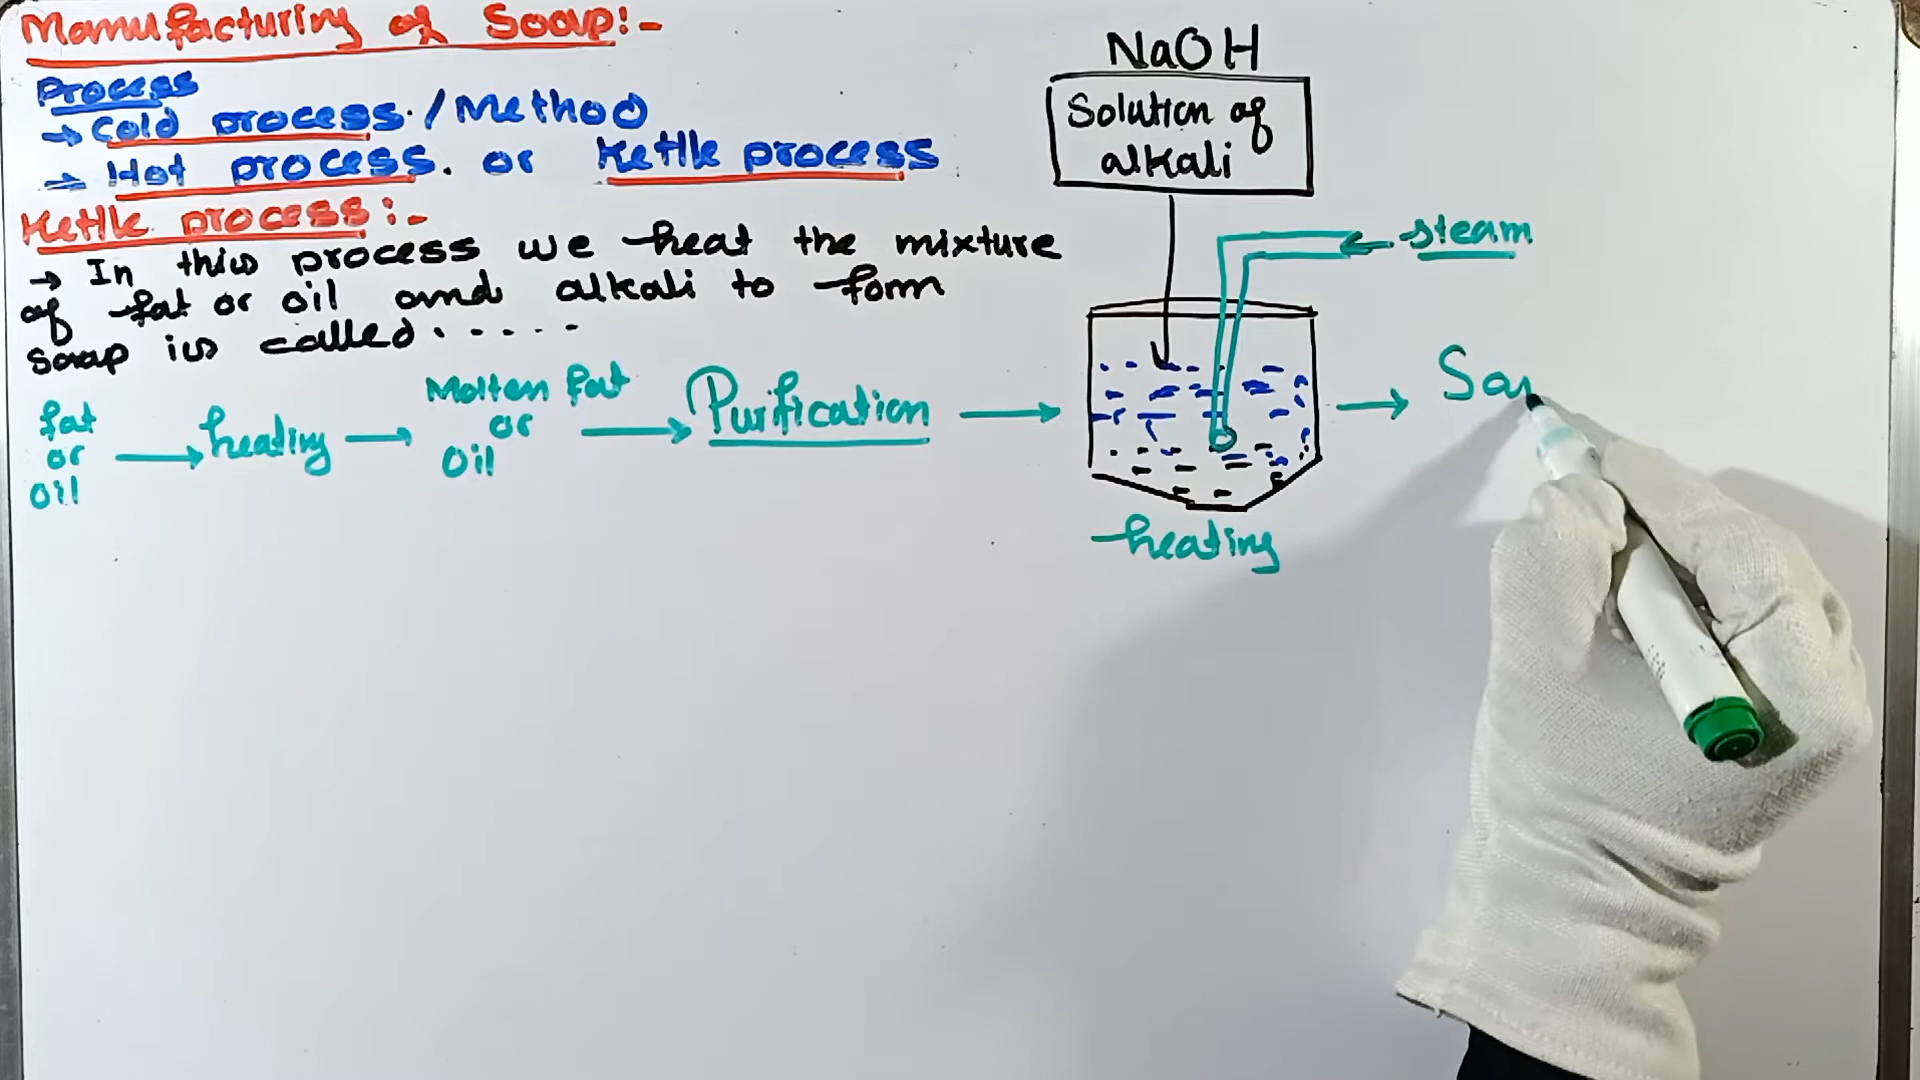 Manufacturing of Soap:-
Process
→ Cold process. / Method
→ Hot process. or Kettle process
Kettle process:-
→ In this process we heat the mixture
of fat or oil and alkali to form
Soap is called.....
NaOH
Solution of
alkali
steam
fat
or
oil
→ heating →
Molten fat
or
Oil
→ Purification →
→ Sa
heating